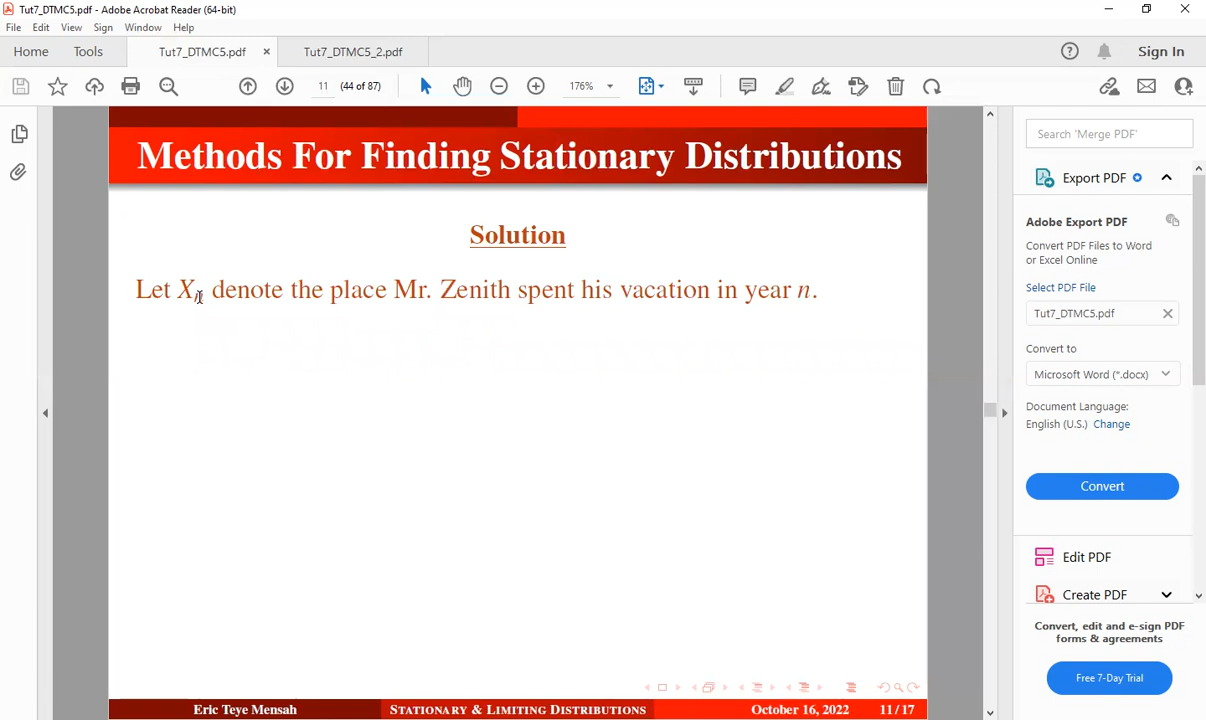 Tut7_DTMC5.pdf - Adobe Acrobat Reader (64-bit)
File Edit View Sign Window Help
Home Tools Tut7_DTMC5.pdf × Tut7_DTMC5_2.pdf Sign In
11 (44 of 87) 176%
Methods For Finding Stationary Distributions
Solution
Let Xn denote the place Mr. Zenith spent his vacation in year n.
Eric Teye Mensah STATIONARY & LIMITING DISTRIBUTIONS October 16, 2022 11/17
Search 'Merge PDF'
Export PDF
Adobe Export PDF
Convert PDF Files to Word
or Excel Online
Select PDF File
Tut7_DTMC5.pdf
Convert to
Microsoft Word (*.docx)
Document Language:
English (U.S.) Change
Convert
Edit PDF
Create PDF
Convert, edit and e-sign PDF
forms & agreements
Free 7-Day Trial